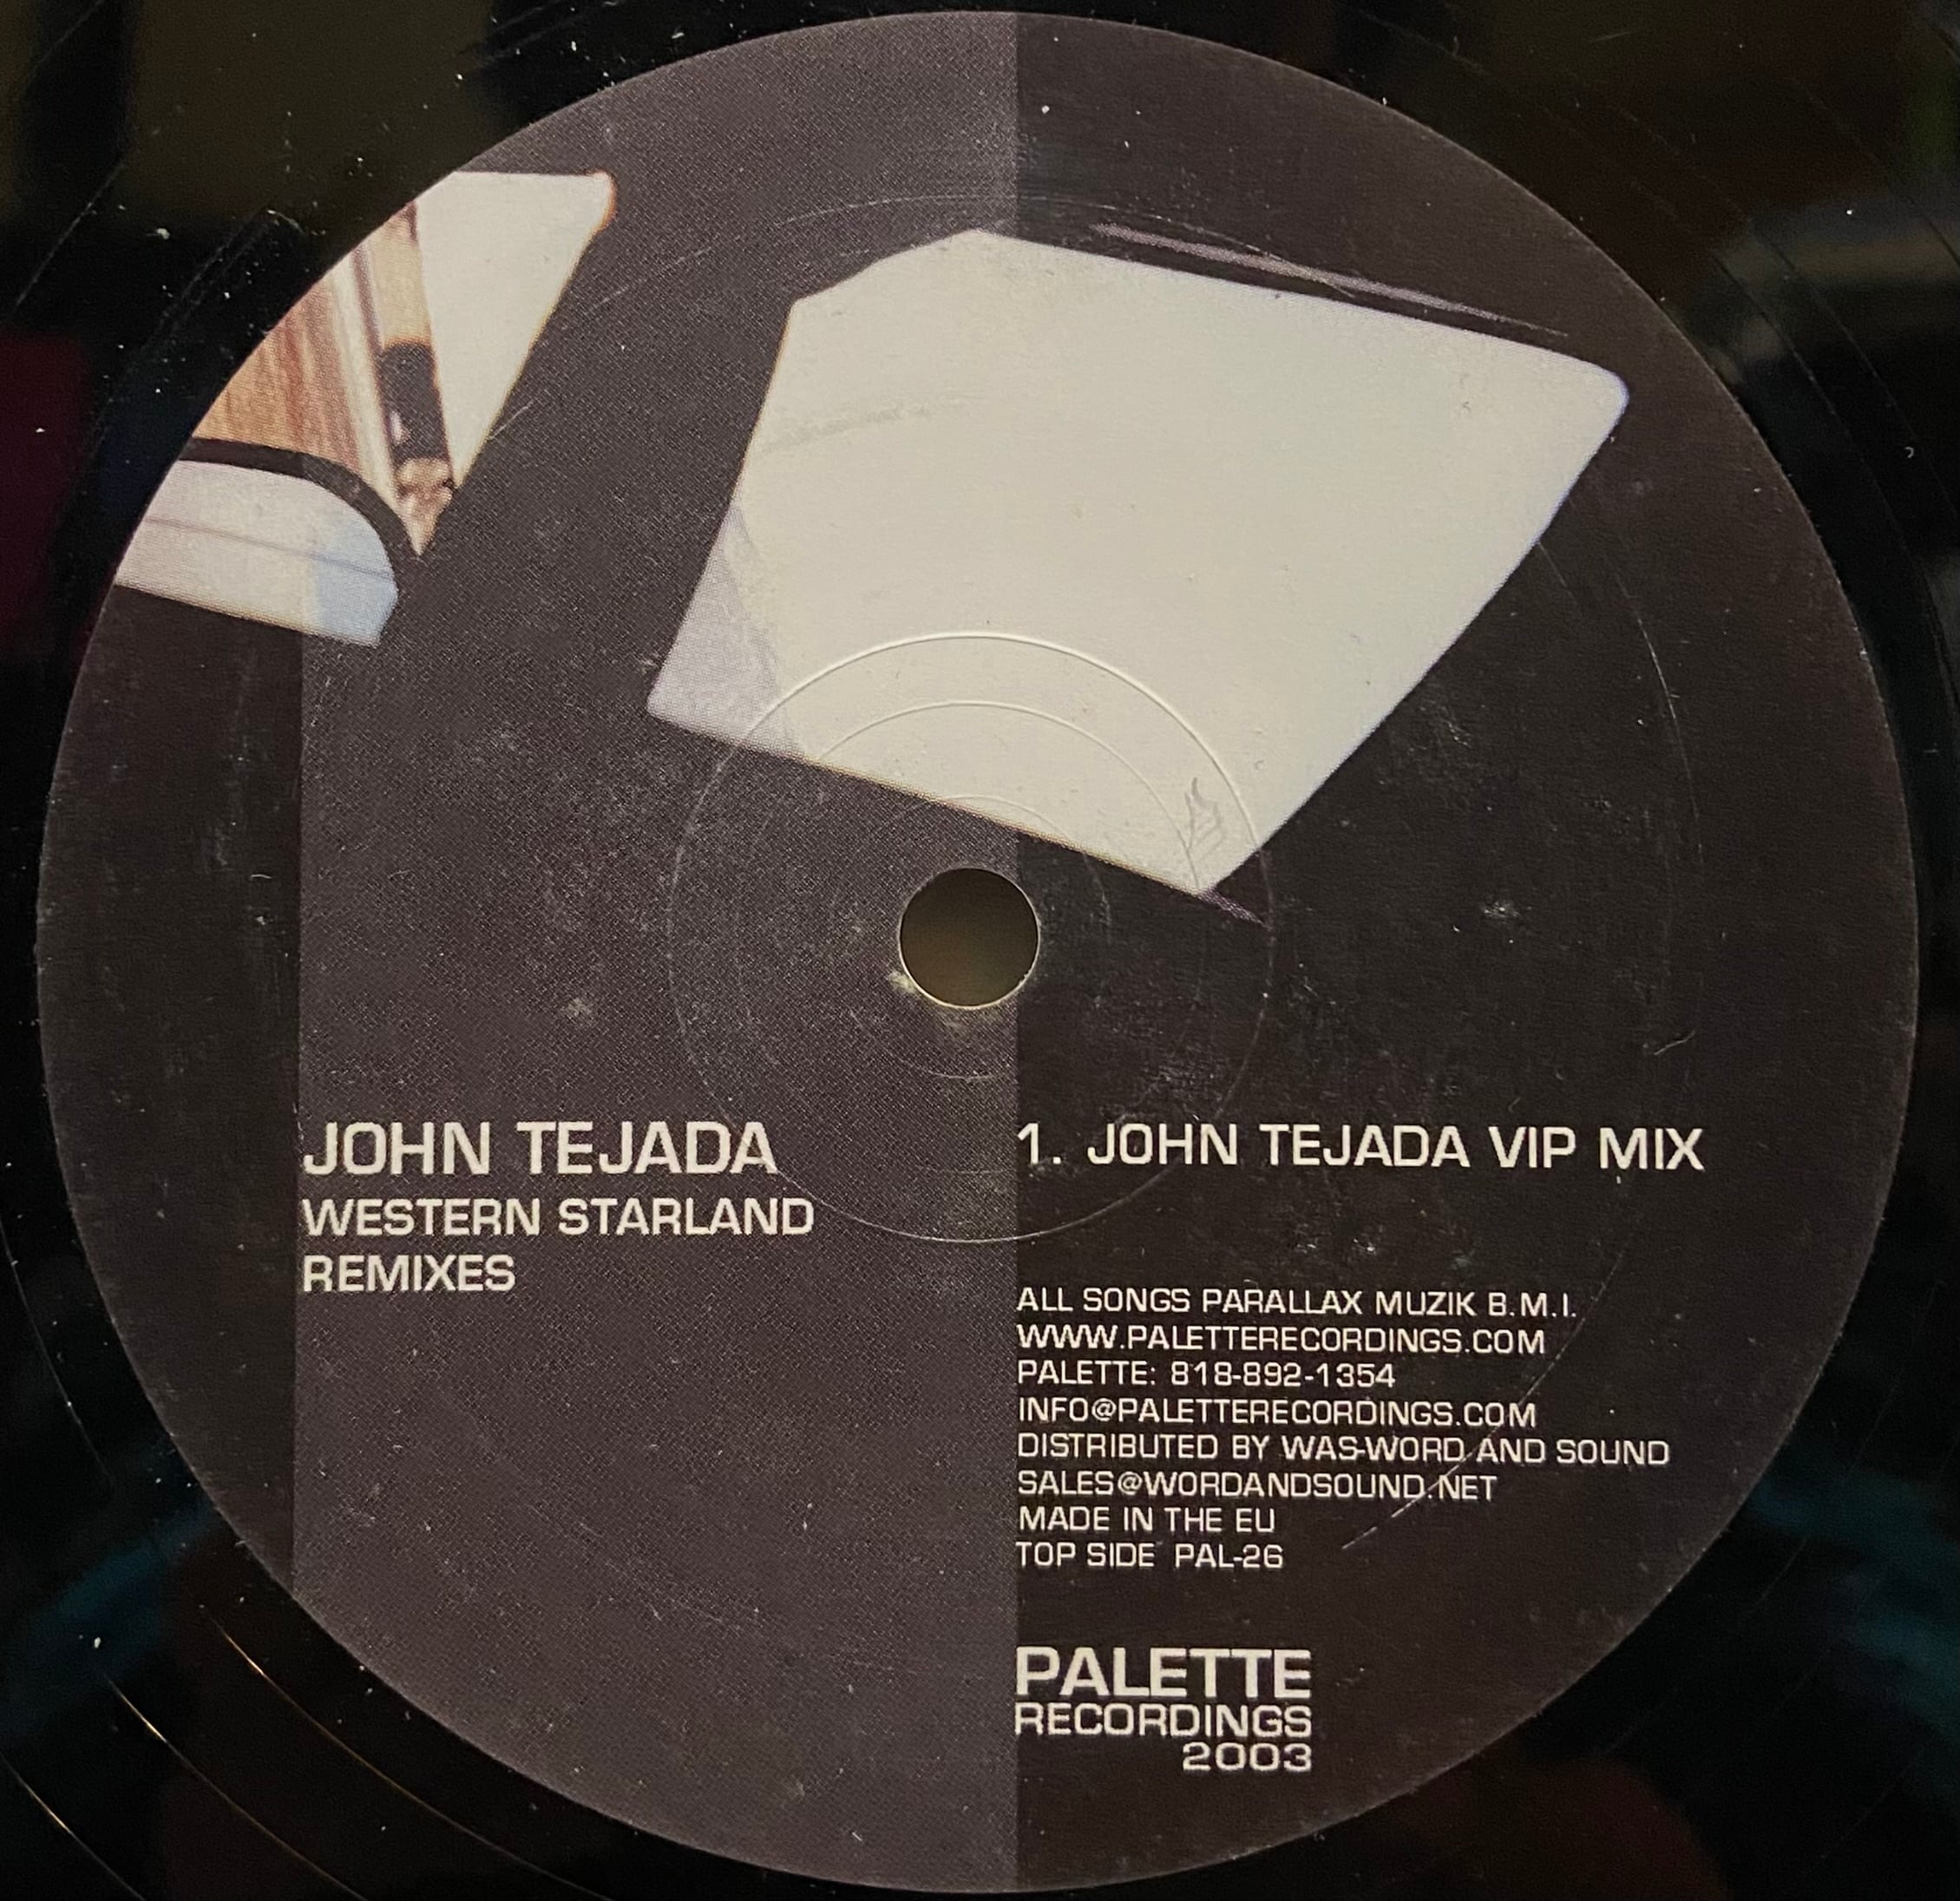 JOHN TEJADA
WESTERN STARLAND
REMIXES
1. JOHN TEJADA VIP MIX
ALL SONGS PARALLAX MUZIK B.M.I.
WWW.PALETTERECORDINGS.COM
PALETTE: 818-892-1354
INFO@PALETTERECORDINGS.COM
DISTRIBUTED BY WAS-WORD AND SOUND
SALES@WORDANDSOUND.NET
MADE IN THE EU
TOP SIDE PAL-26
PALETTE
RECORDINGS
2003